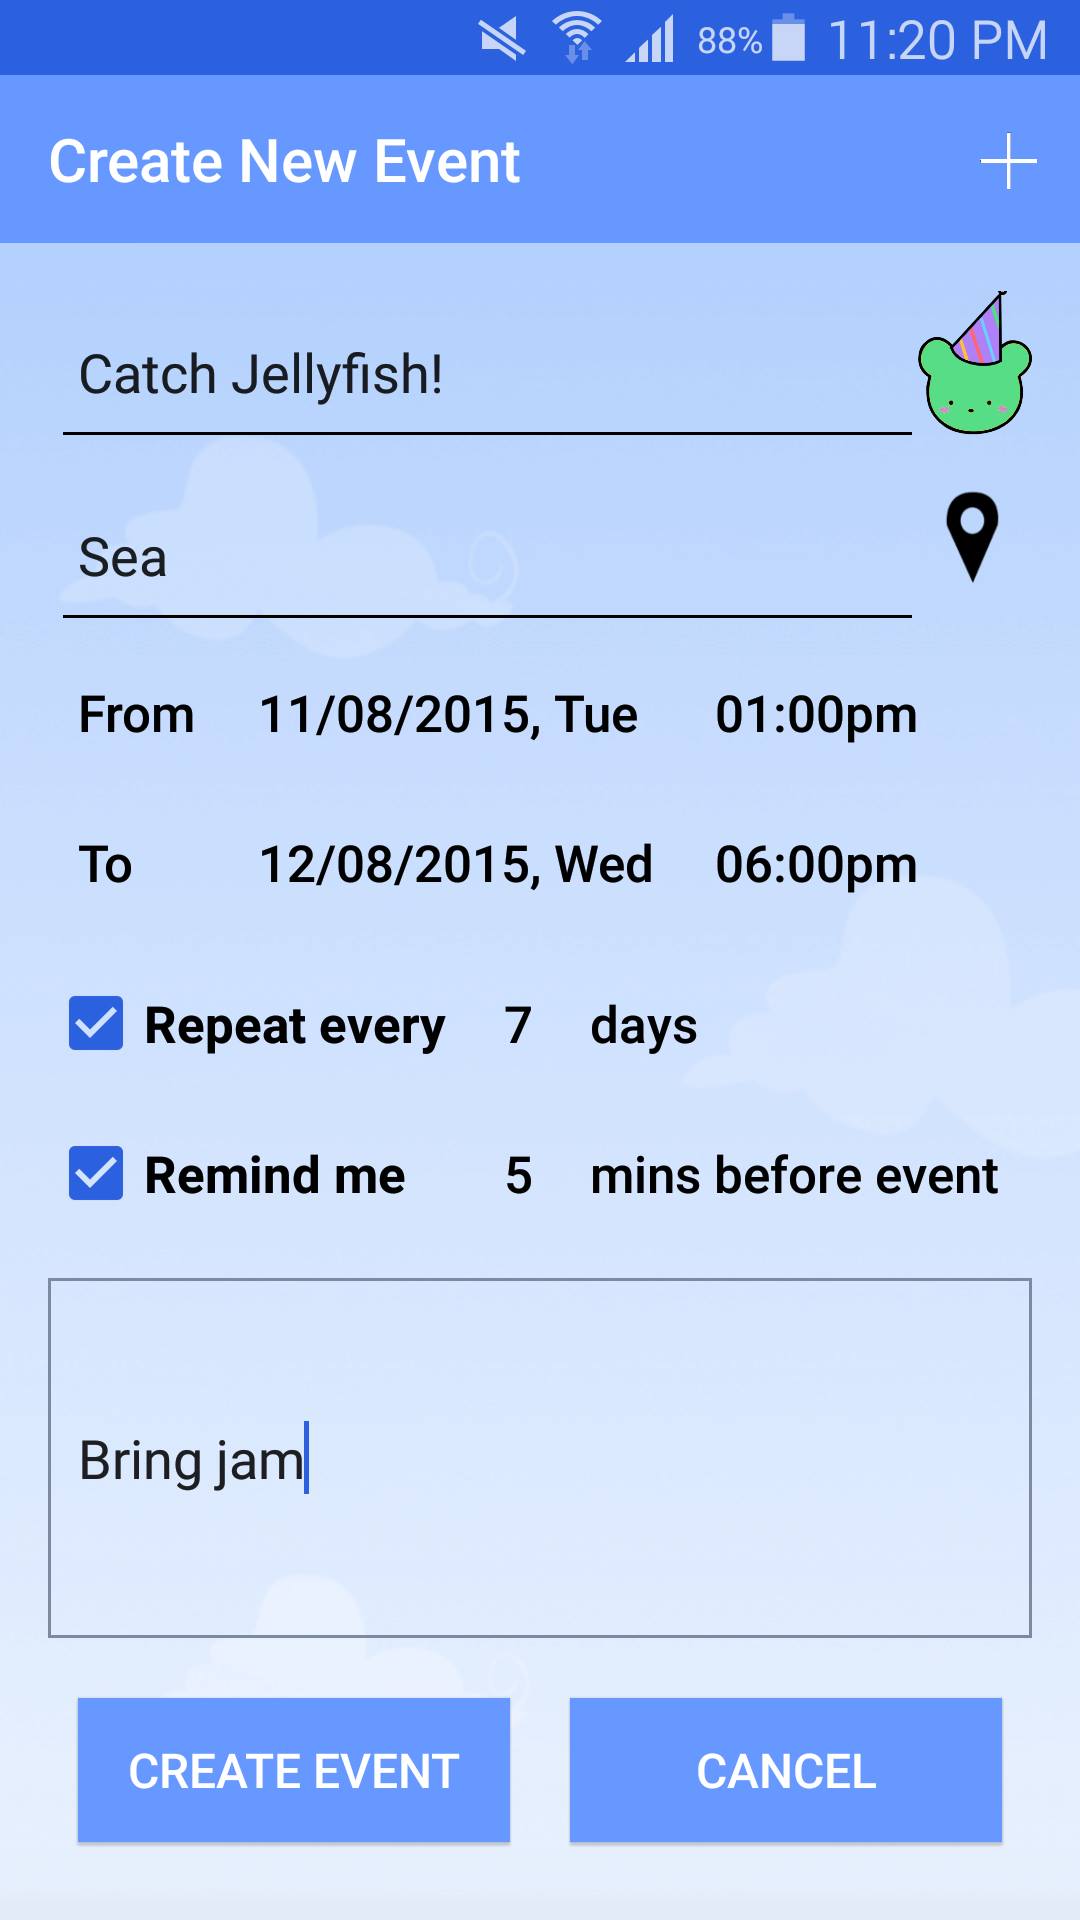 88% 11:20 PM
Create New Event
Catch Jellyfish!
Sea
From 11/08/2015, Tue 01:00pm
To 12/08/2015, Wed 06:00pm
Repeat every 7 days
Remind me 5 mins before event
Bring jam
CREATE EVENT CANCEL